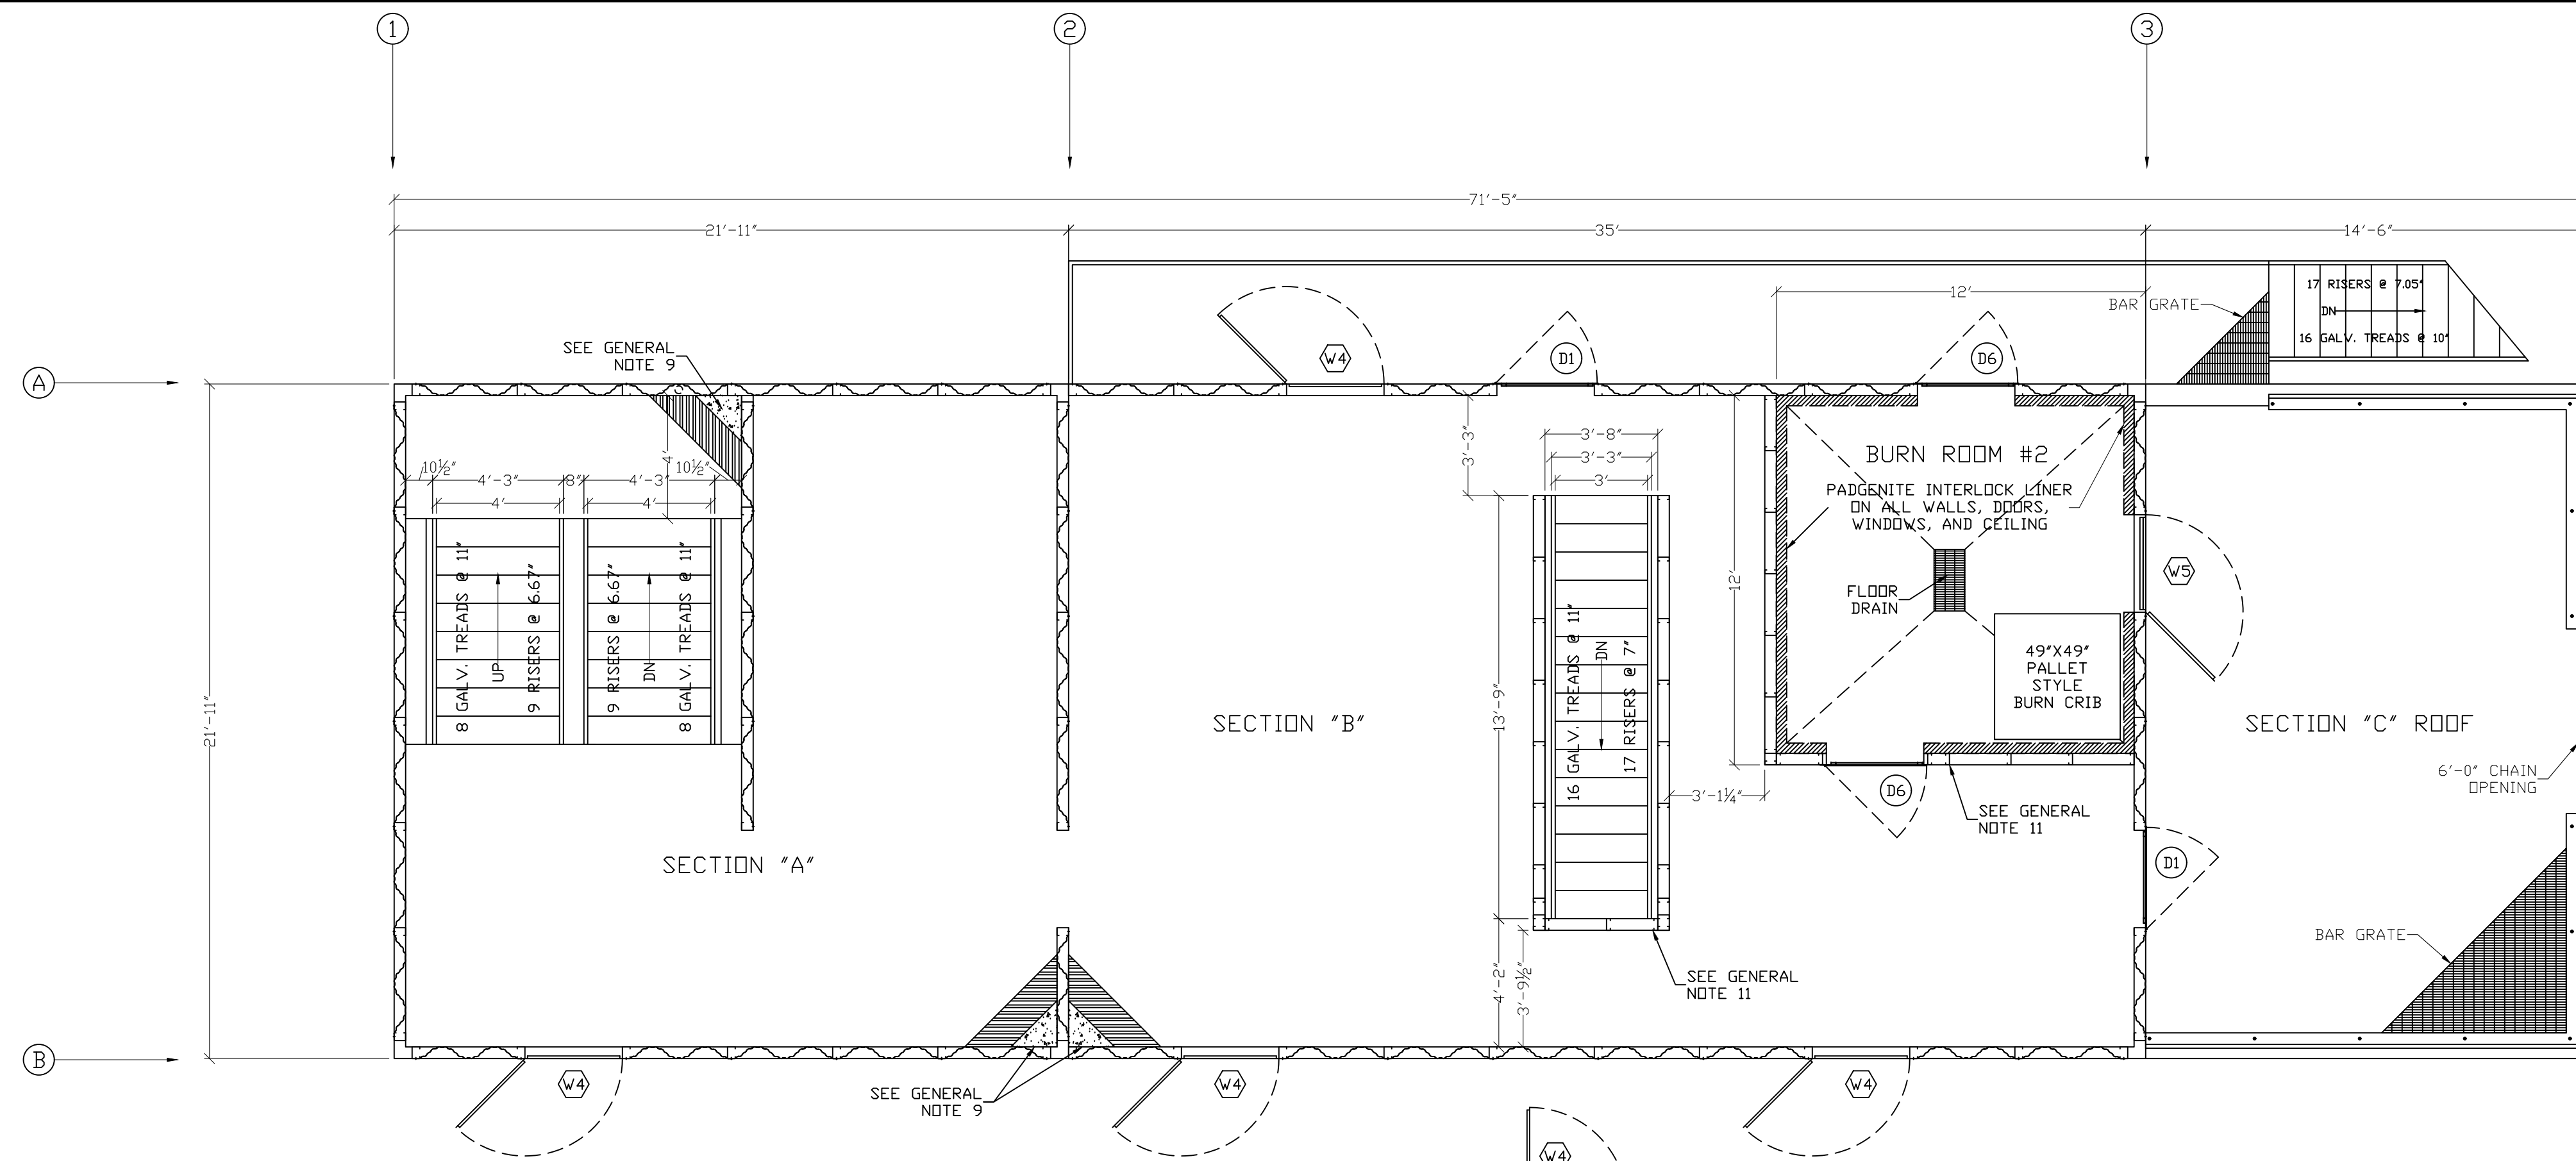 1
2
3
71'-5"
21'-11"
35'
14'-6"
12'
17 RISERS @ 7.05"
BAR GRATE
DN
16 GALV. TREADS @ 10"
SEE GENERAL
NOTE 9
W4
D1
D6
A
10½"
4'-3"
8"
4'-3"
10½"
4'
4'
4'
3'-3"
3'-8"
3'-3"
3'
BURN ROOM #2
PADGENITE INTERLOCK LINER
ON ALL WALLS, DOORS,
WINDOWS, AND CEILING
FLOOR
DRAIN
W5
8 GALV. TREADS @ 11"
UP
9 RISERS @ 6.67"
9 RISERS @ 6.67"
DN
8 GALV. TREADS @ 11"
12'
16 GALV. TREADS @ 11"
DN
17 RISERS @ 7"
49"X49"
PALLET
STYLE
BURN CRIB
21'-11"
13'-9"
SECTION "B"
SECTION "C" ROOF
6'-0" CHAIN
OPENING
3'-1¼"
D6
SEE GENERAL
NOTE 11
SECTION "A"
D1
BAR GRATE
4'-2"
3'-9½"
SEE GENERAL
NOTE 11
B
W4
SEE GENERAL
NOTE 9
W4
W4
W4